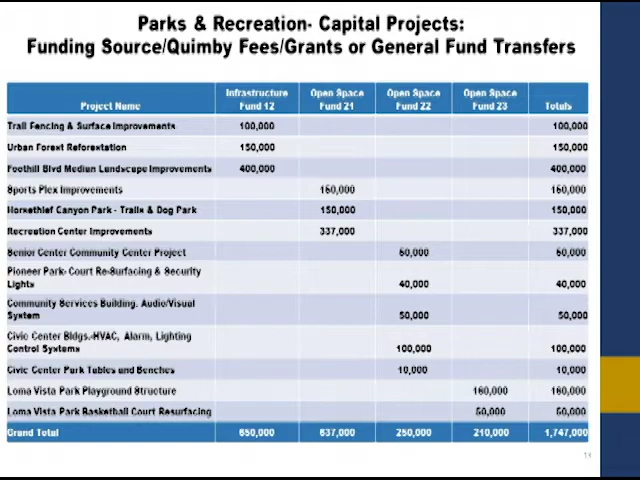 Parks & Recreation- Capital Projects:
Funding Source/Quimby Fees/Grants or General Fund Transfers
Project Name Infrastructure Fund 12 Open Space Fund 21 Open Space Fund 22 Open Space Fund 23 Totals
Trail Fencing & Surface Improvements 100,000 100,000
Urban Forest Reforestation 150,000 150,000
Foothill Blvd Median Landscape Improvements 400,000 400,000
Sports Plex Improvements 150,000 150,000
Horsethief Canyon Park - Trails & Dog Park 150,000 150,000
Recreation Center Improvements 337,000 337,000
Senior Center Community Center Project 50,000 50,000
Pioneer Park- Court Re-Surfacing & Security
Lights 40,000 40,000
Community Services Building. Audio/Visual
System 50,000 50,000
Civic Center Bldgs.-HVAC, Alarm, Lighting
Control Systems 100,000 100,000
Civic Center Park Tables and Benches 10,000 10,000
Loma Vista Park Playground Structure 160,000 160,000
Loma Vista Park Basketball Court Resurfacing 50,000 50,000
Grand Total 650,000 637,000 250,000 210,000 1,747,000